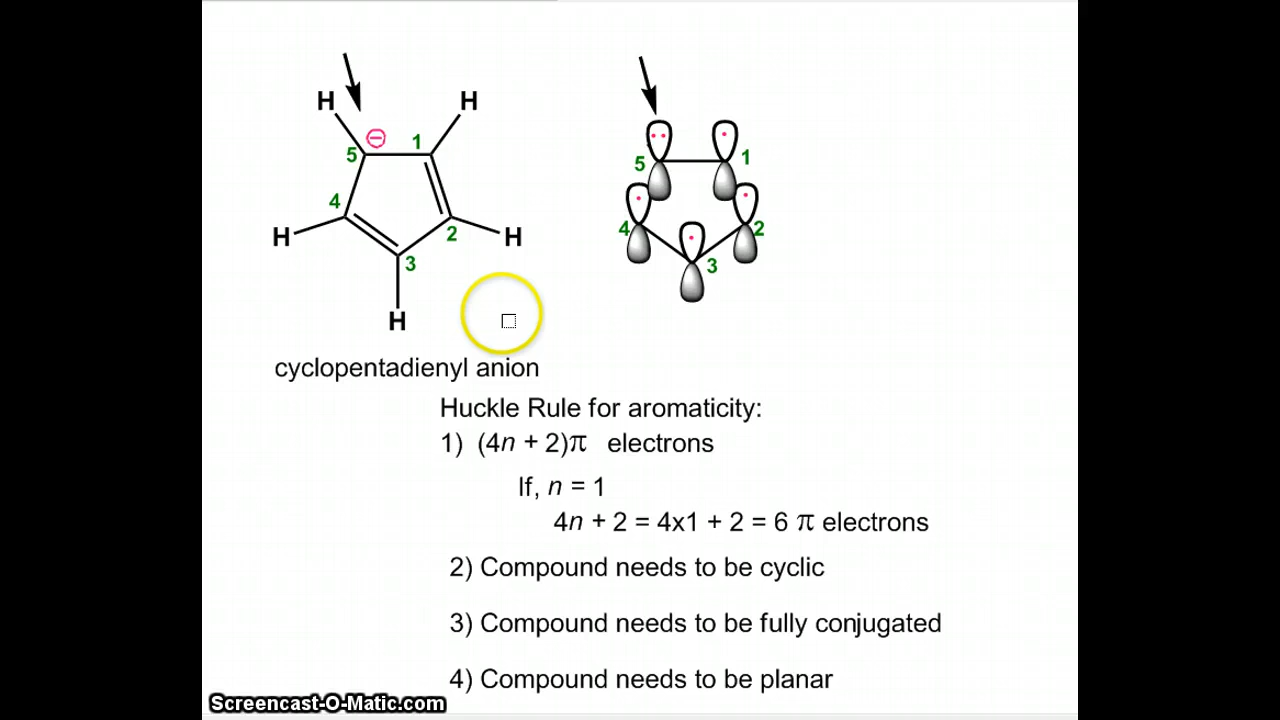 H H
⊖
5 1
4
H 2 H
3
H
5 1
4 2
3
cyclopentadienyl anion
Huckle Rule for aromaticity:
1) (4n + 2)π electrons
If, n = 1
4n + 2 = 4x1 + 2 = 6 π electrons
2) Compound needs to be cyclic
3) Compound needs to be fully conjugated
4) Compound needs to be planar
Screencast-O-Matic.com